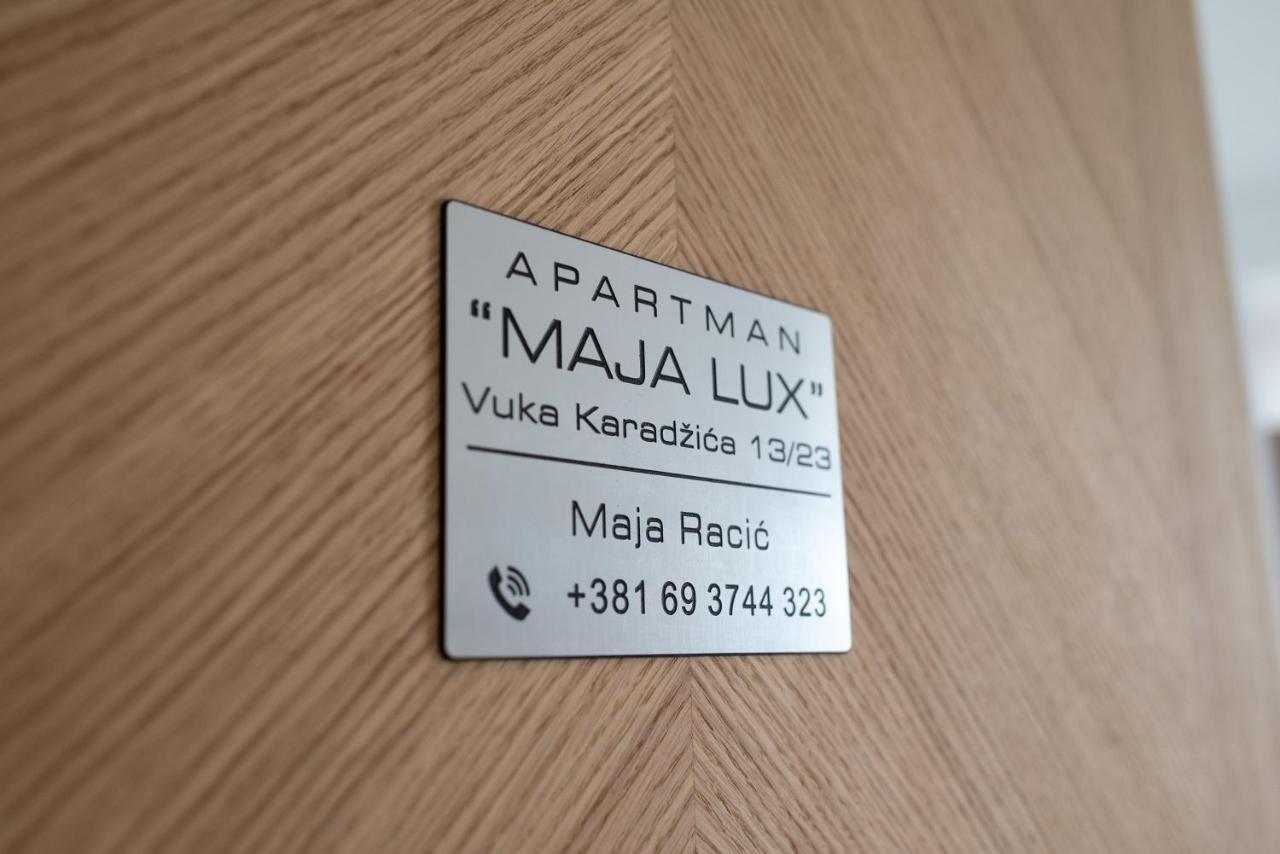 APARTMAN
“MAJA LUX”
Vuka Karadžića 13/23
Maja Racić
+381 69 3744 323